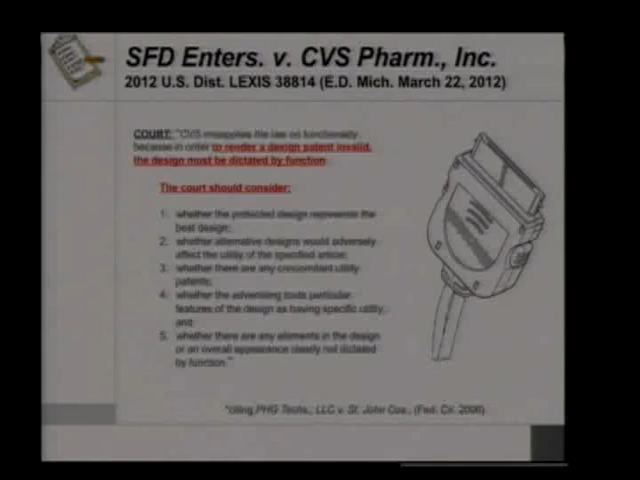 SFD Enters. v. CVS Pharm., Inc.
2012 U.S. Dist. LEXIS 38814 (E.D. Mich. March 22, 2012)
COURT: "CVS misapplies the law on functionality
because in order to render a design patent invalid,
the design must be dictated by function.
The court should consider:
1. whether the protected design represents the
best design;
2. whether alternative designs would adversely
affect the utility of the specified article;
3. whether there are any concomitant utility
patents;
4. whether the advertising touts particular
features of the design as having specific utility;
and
5. whether there are any elements in the design
or an overall appearance clearly not dictated
by function."
PHG Techs., LLC v. St. John Cos., (Fed. Cir. 2006)